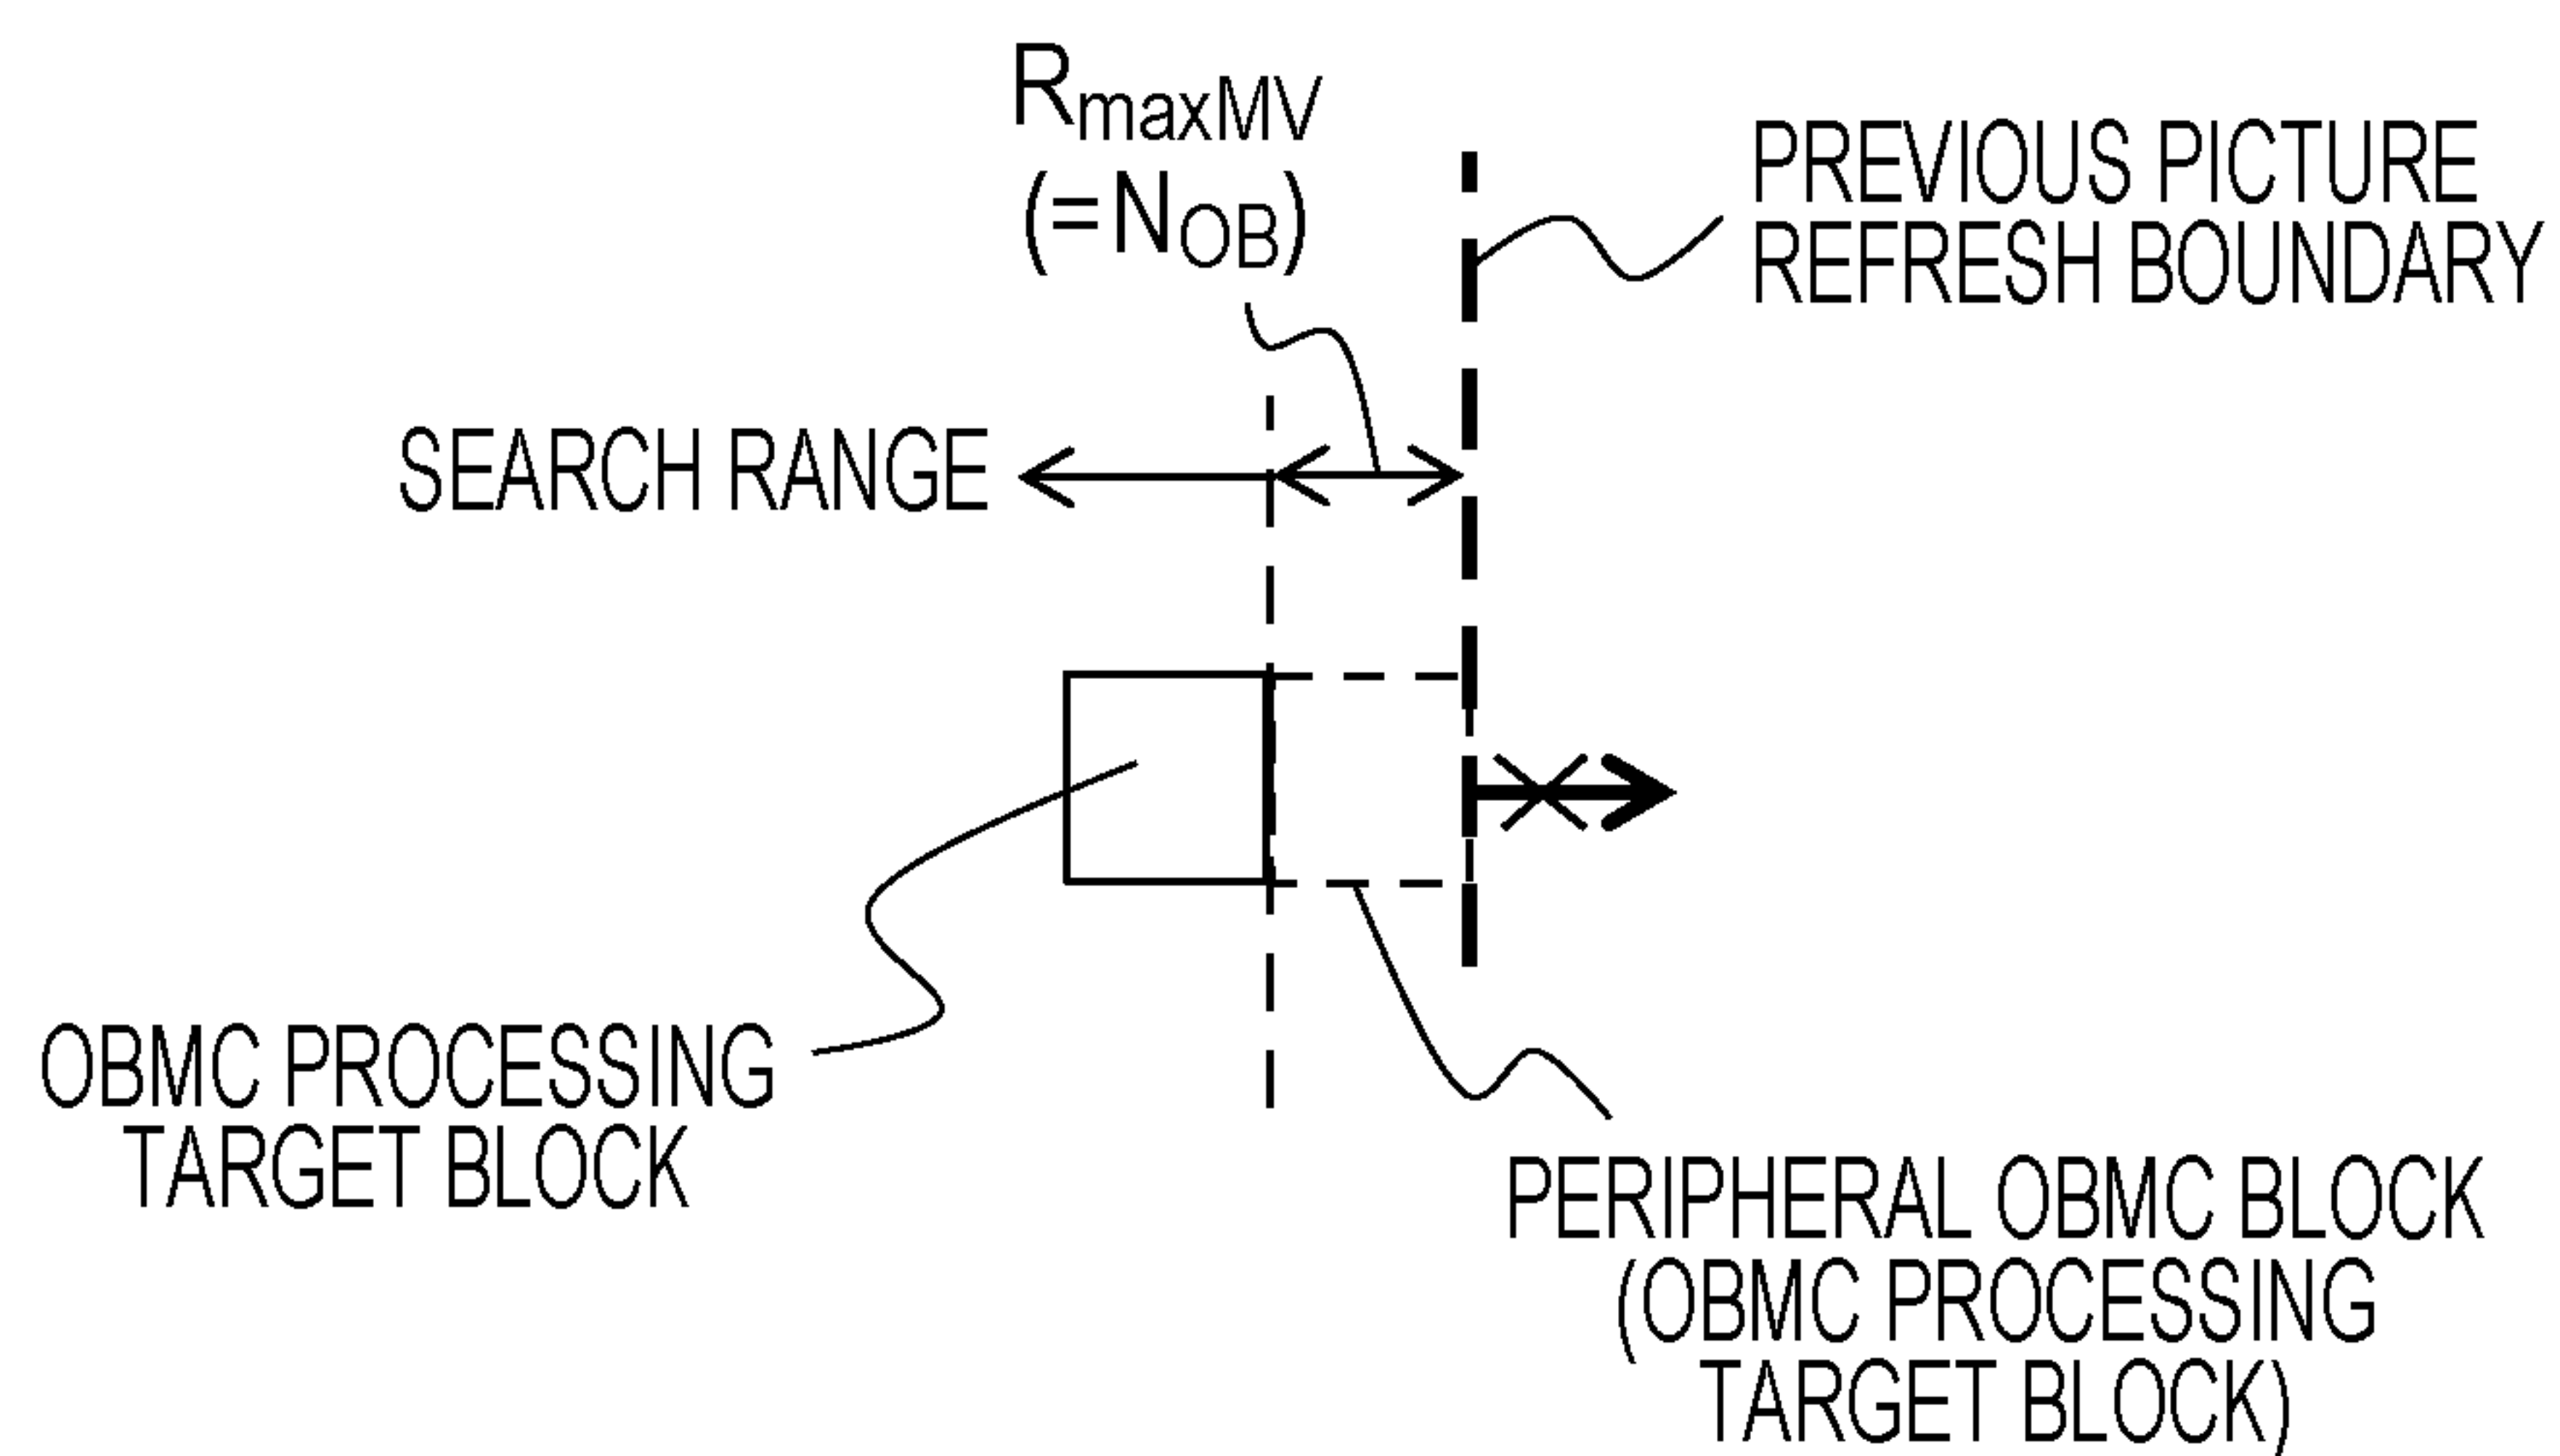 RmaxMV
(=NOB)
PREVIOUS PICTURE
REFRESH BOUNDARY
SEARCH RANGE
OBMC PROCESSING
TARGET BLOCK
PERIPHERAL OBMC BLOCK
(OBMC PROCESSING
TARGET BLOCK)